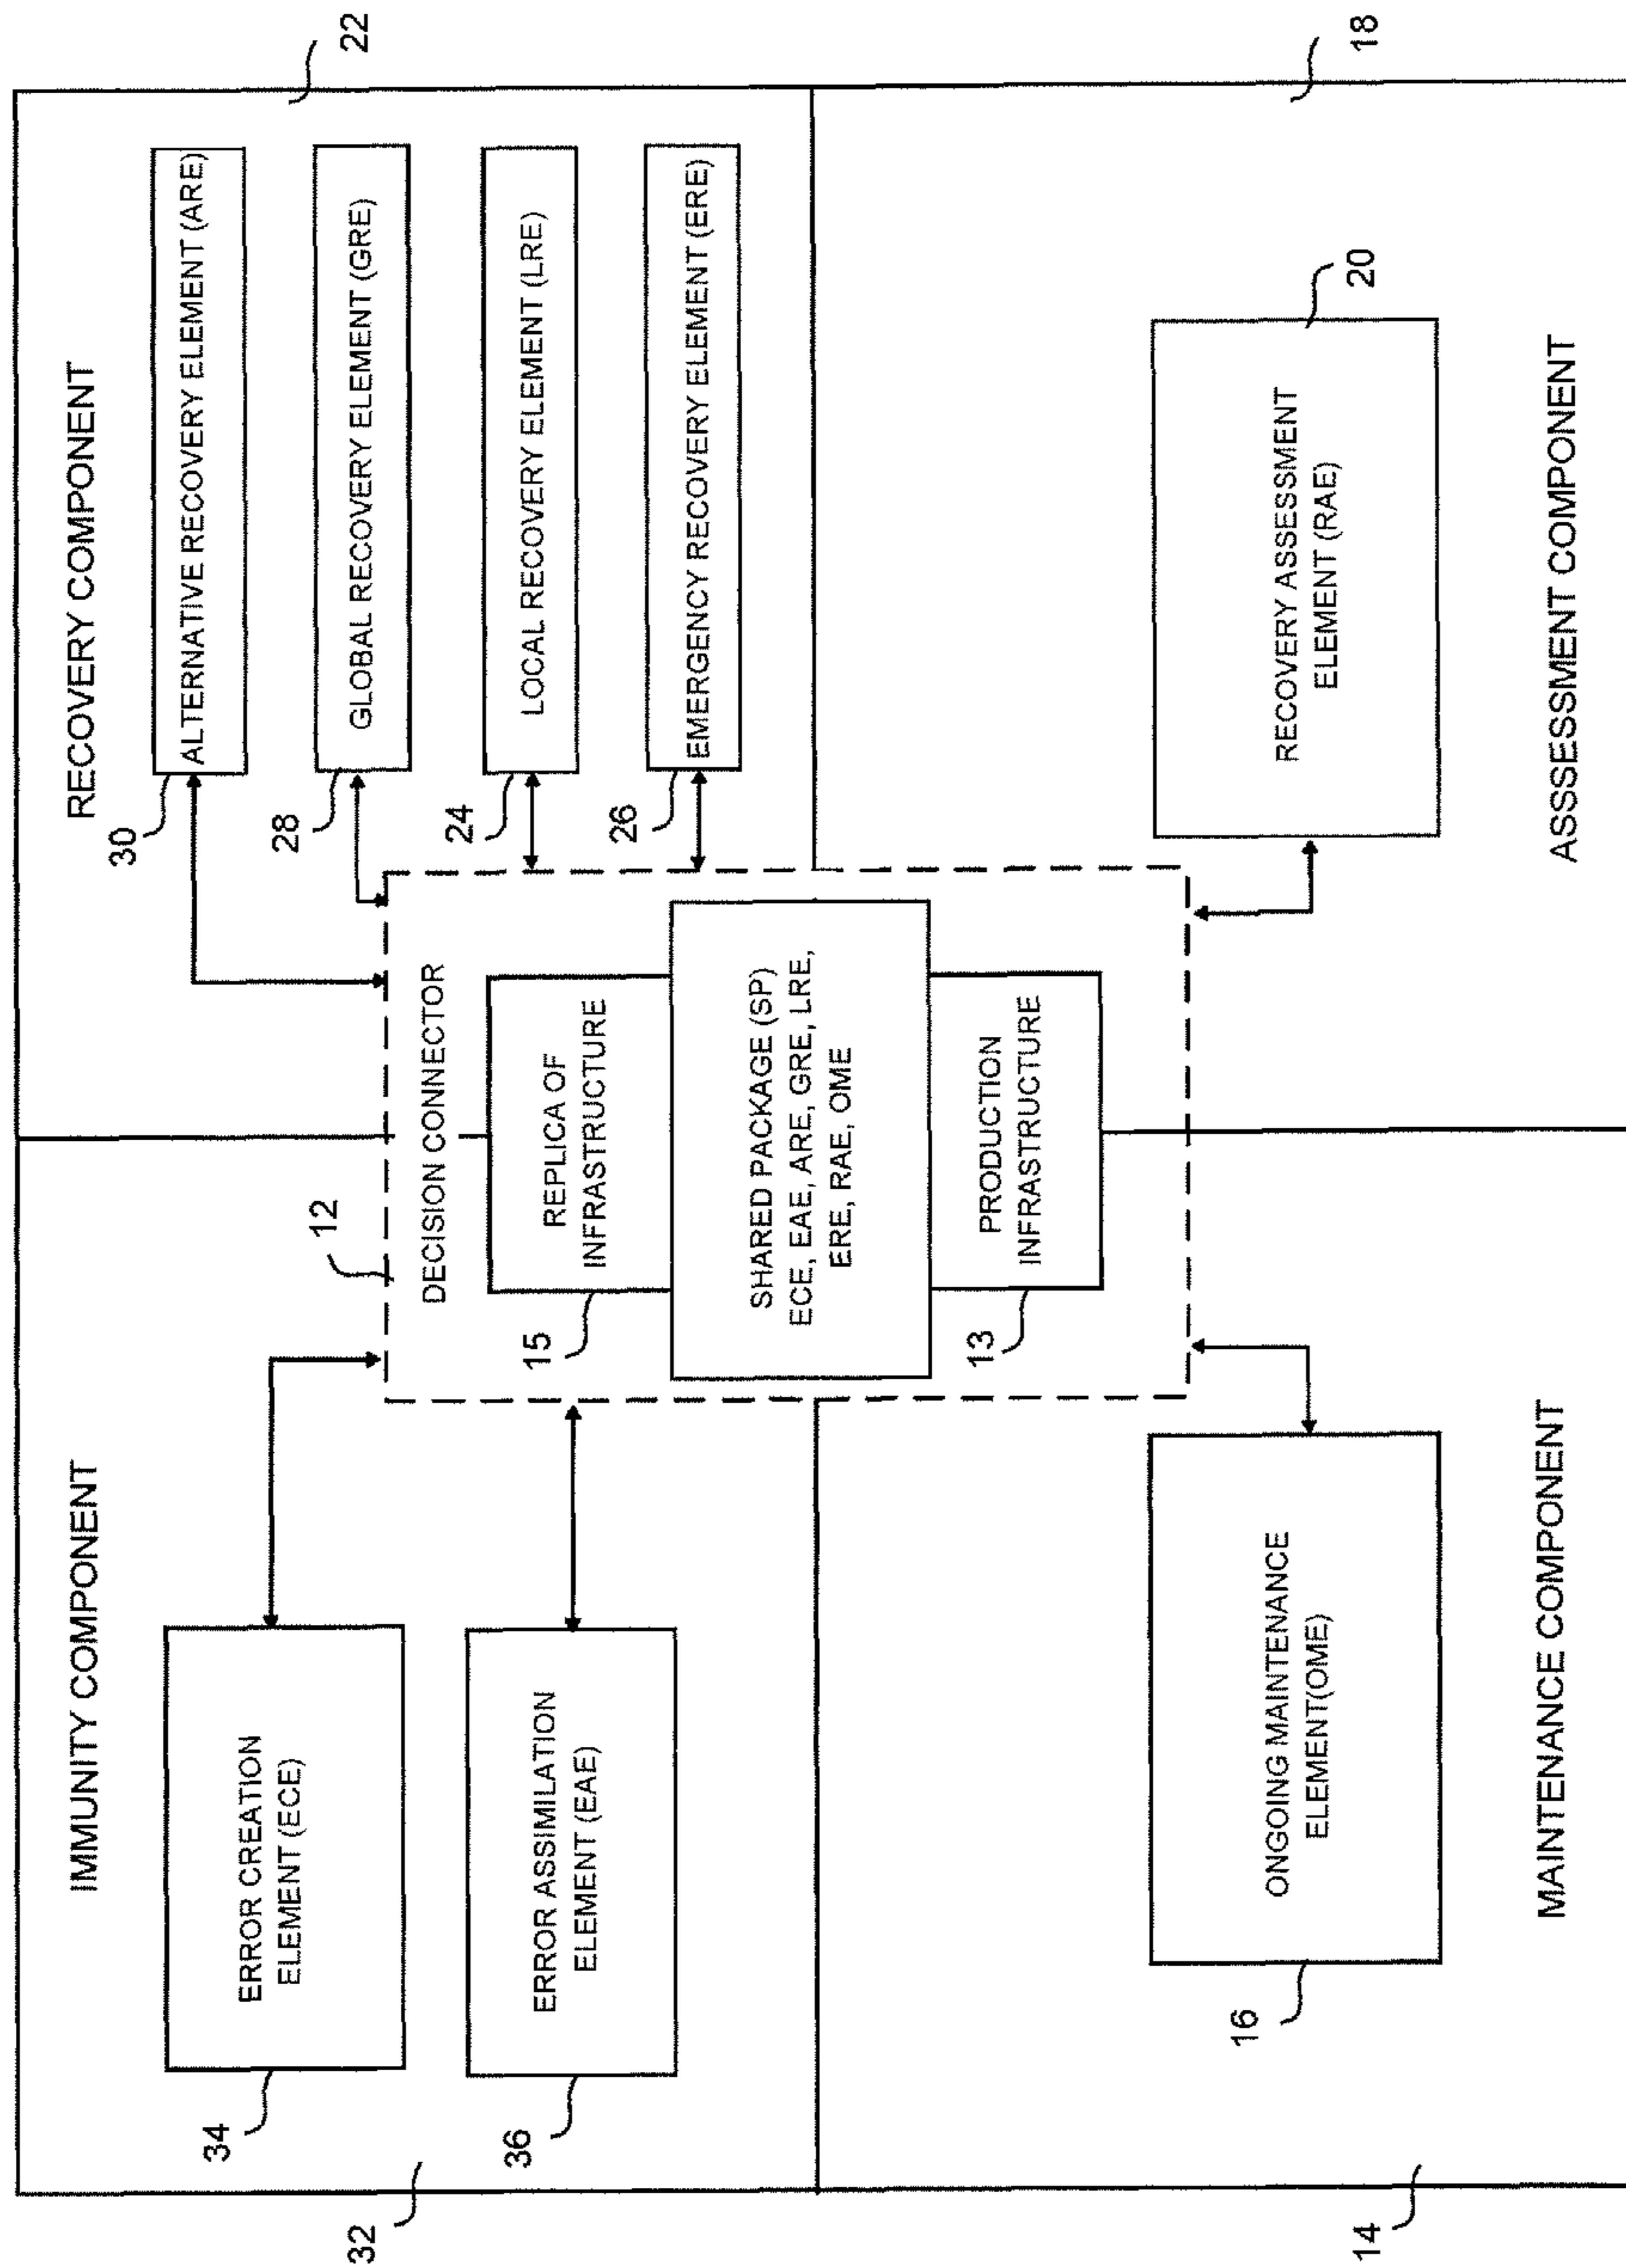 IMMUNITY COMPONENT
34
ERROR CREATION
ELEMENT (ECE)
36
ERROR ASSIMILATION
ELEMENT (EAE)
32
RECOVERY COMPONENT
22
30
ALTERNATIVE RECOVERY ELEMENT (ARE)
28
GLOBAL RECOVERY ELEMENT (GRE)
24
LOCAL RECOVERY ELEMENT (LRE)
26
EMERGENCY RECOVERY ELEMENT (ERE)
12
DECISION CONNECTOR
15
REPLICA OF
INFRASTRUCTURE
SHARED PACKAGE (SP)
ECE, EAE, ARE, GRE, LRE,
ERE, RAE, OME
13
PRODUCTION
INFRASTRUCTURE
16
ONGOING MAINTENANCE
ELEMENT(OME)
MAINTENANCE COMPONENT
14
18
20
RECOVERY ASSESSMENT
ELEMENT (RAE)
ASSSESSMENT COMPONENT